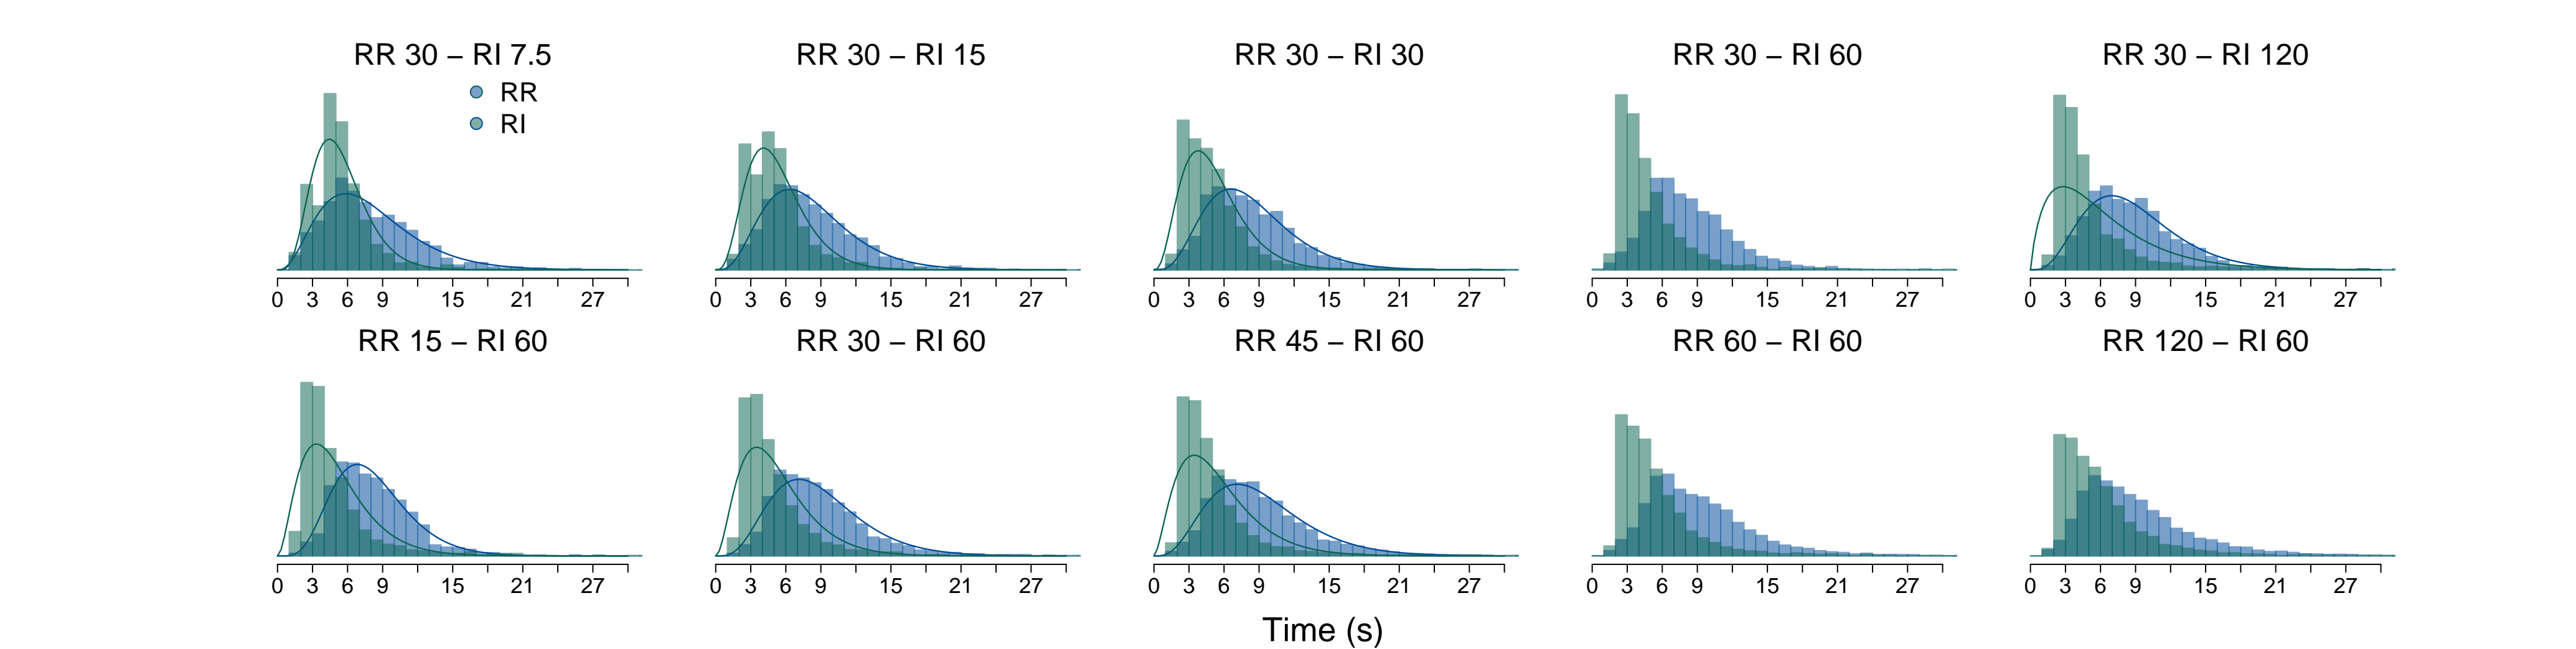 RR 30 – RI 7.5
RR 30 – RI 15
RR 30 – RI 30
RR 30 – RI 60
RR 30 – RI 120
RR
RI
0 3 6 9 15 21 27
0 3 6 9 15 21 27
0 3 6 9 15 21 27
0 3 6 9 15 21 27
0 3 6 9 15 21 27
RR 15 – RI 60
RR 30 – RI 60
RR 45 – RI 60
RR 60 – RI 60
RR 120 – RI 60
0 3 6 9 15 21 27
0 3 6 9 15 21 27
0 3 6 9 15 21 27
0 3 6 9 15 21 27
0 3 6 9 15 21 27
Time (s)